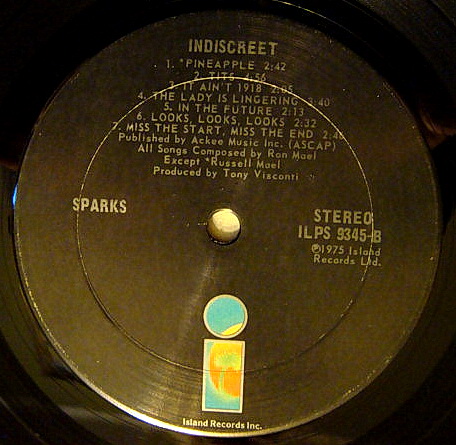 INDISCREET
1. *PINEAPPLE 2:42
2. TITS 4:56
3. IT AIN'T 1918 2:05
4. THE LADY IS LINGERING 3:40
5. IN THE FUTURE 2:13
6. LOOKS, LOOKS, LOOKS 2:32
7. MISS THE START, MISS THE END 2:46
Published by Ackee Music Inc. (ASCAP)
All Songs Composed by Ron Mael
Except *Russell Mael
Produced by Tony Visconti
SPARKS
STEREO
ILPS 9345-B
℗1975 Island
Records Ltd.
Island Records Inc.